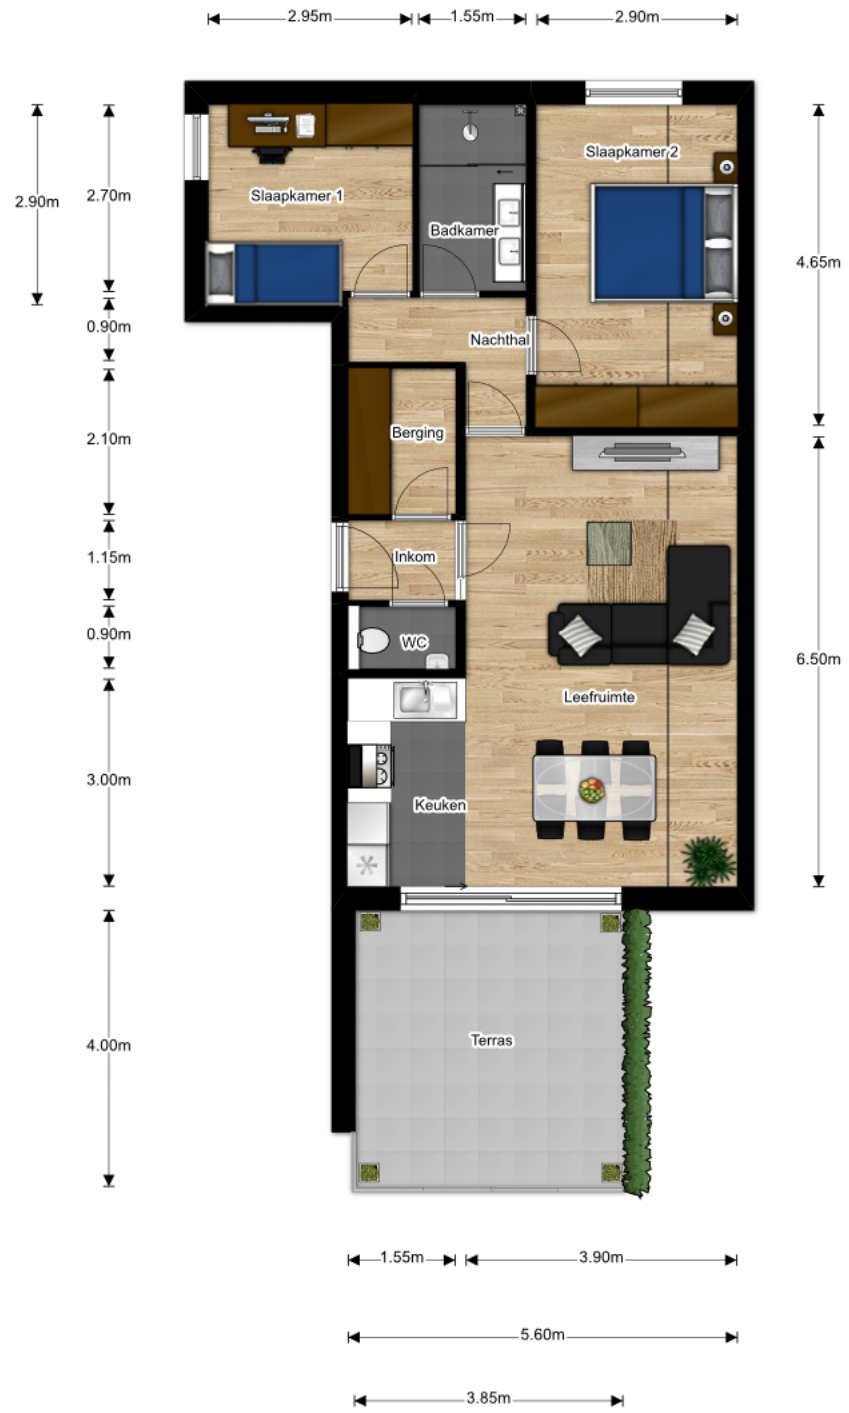 2.95m
1.55m
2.90m
Slaapkamer 2
Slaapkamer 1
2.70m
2.90m
Badkamer
4.65m
0.90m
Nachthal
Berging
2.10m
Inkom
1.15m
0.90m
WC
6.50m
Leefruimte
3.00m
Keuken
Terras
4.00m
1.55m
3.90m
5.60m
3.85m